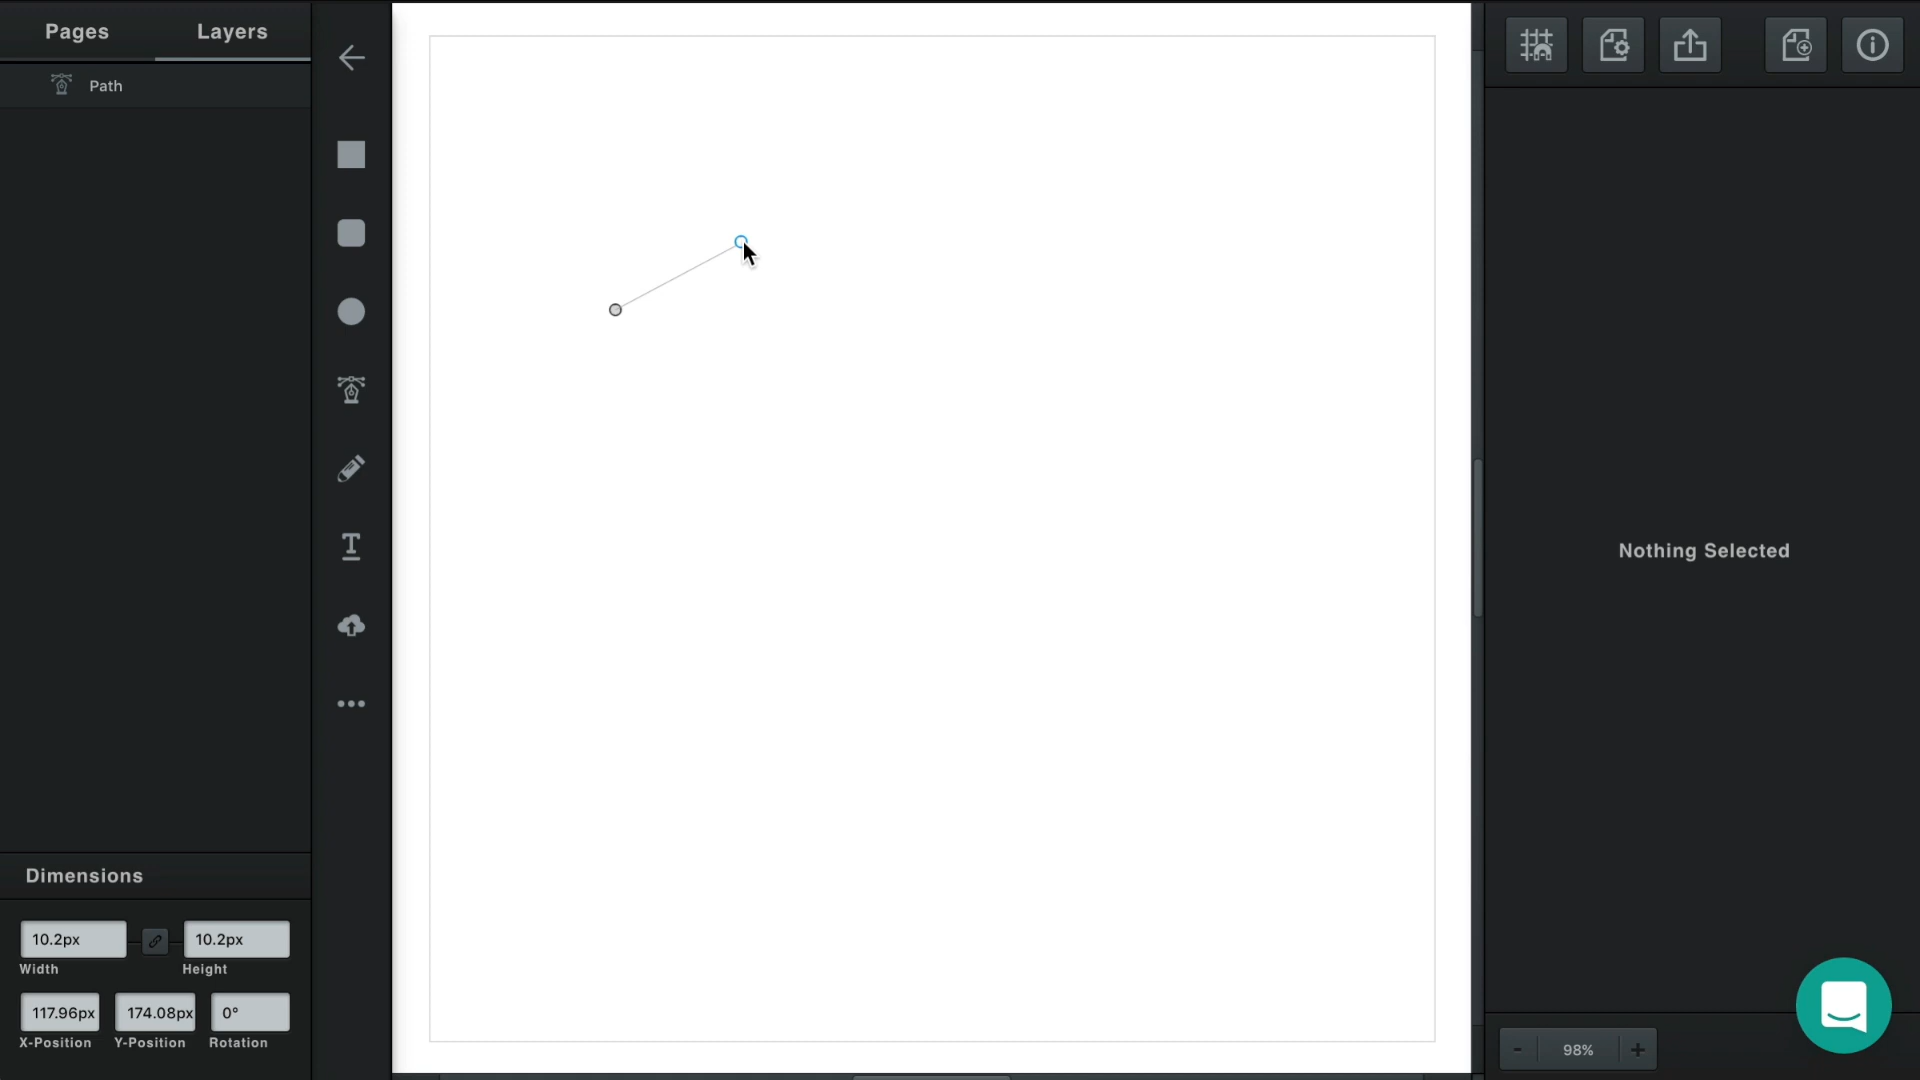 Pages
Layers
Path
Nothing Selected
Dimensions
10.2px
10.2px
Width
Height
117.96px
174.08px
0°
X-Position
Y-Position
Rotation
-
98%
+